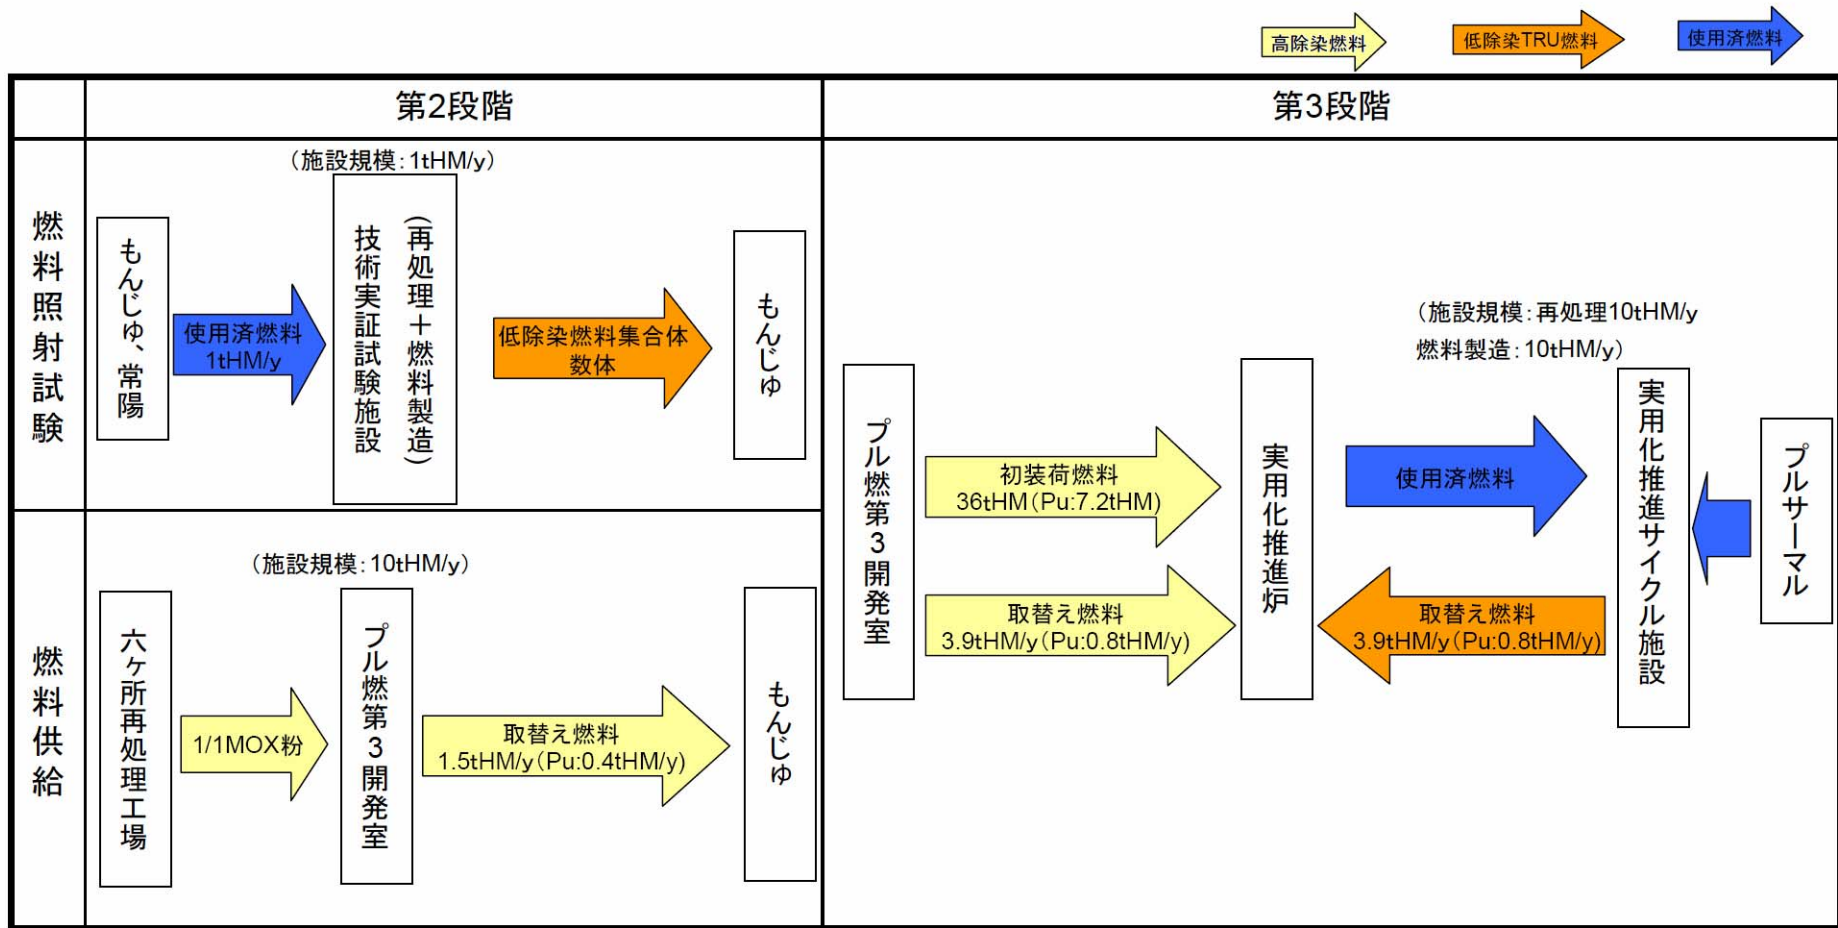 高除染燃料
低除染TRU燃料
使用済燃料
第2段階
第3段階
燃料照射試験
(施設規模:1tHM/y)
もんじゅ、常陽
使用済燃料
1tHM/y
(再処理+燃料製造)
技術実証試験施設
低除染燃料集合体
数体
もんじゅ
燃料供給
(施設規模:10tHM/y)
六ヶ所再処理工場
1/1MOX粉
プル燃第3開発室
取替え燃料
1.5tHM/y(Pu:0.4tHM/y)
もんじゅ
プル燃第3開発室
初装荷燃料
36tHM(Pu:7.2tHM)
取替え燃料
3.9tHM/y(Pu:0.8tHM/y)
実用化推進炉
(施設規模:再処理10tHM/y
燃料製造:10tHM/y)
使用済燃料
取替え燃料
3.9tHM/y(Pu:0.8tHM/y)
実用化推進サイクル施設
プルサーマル